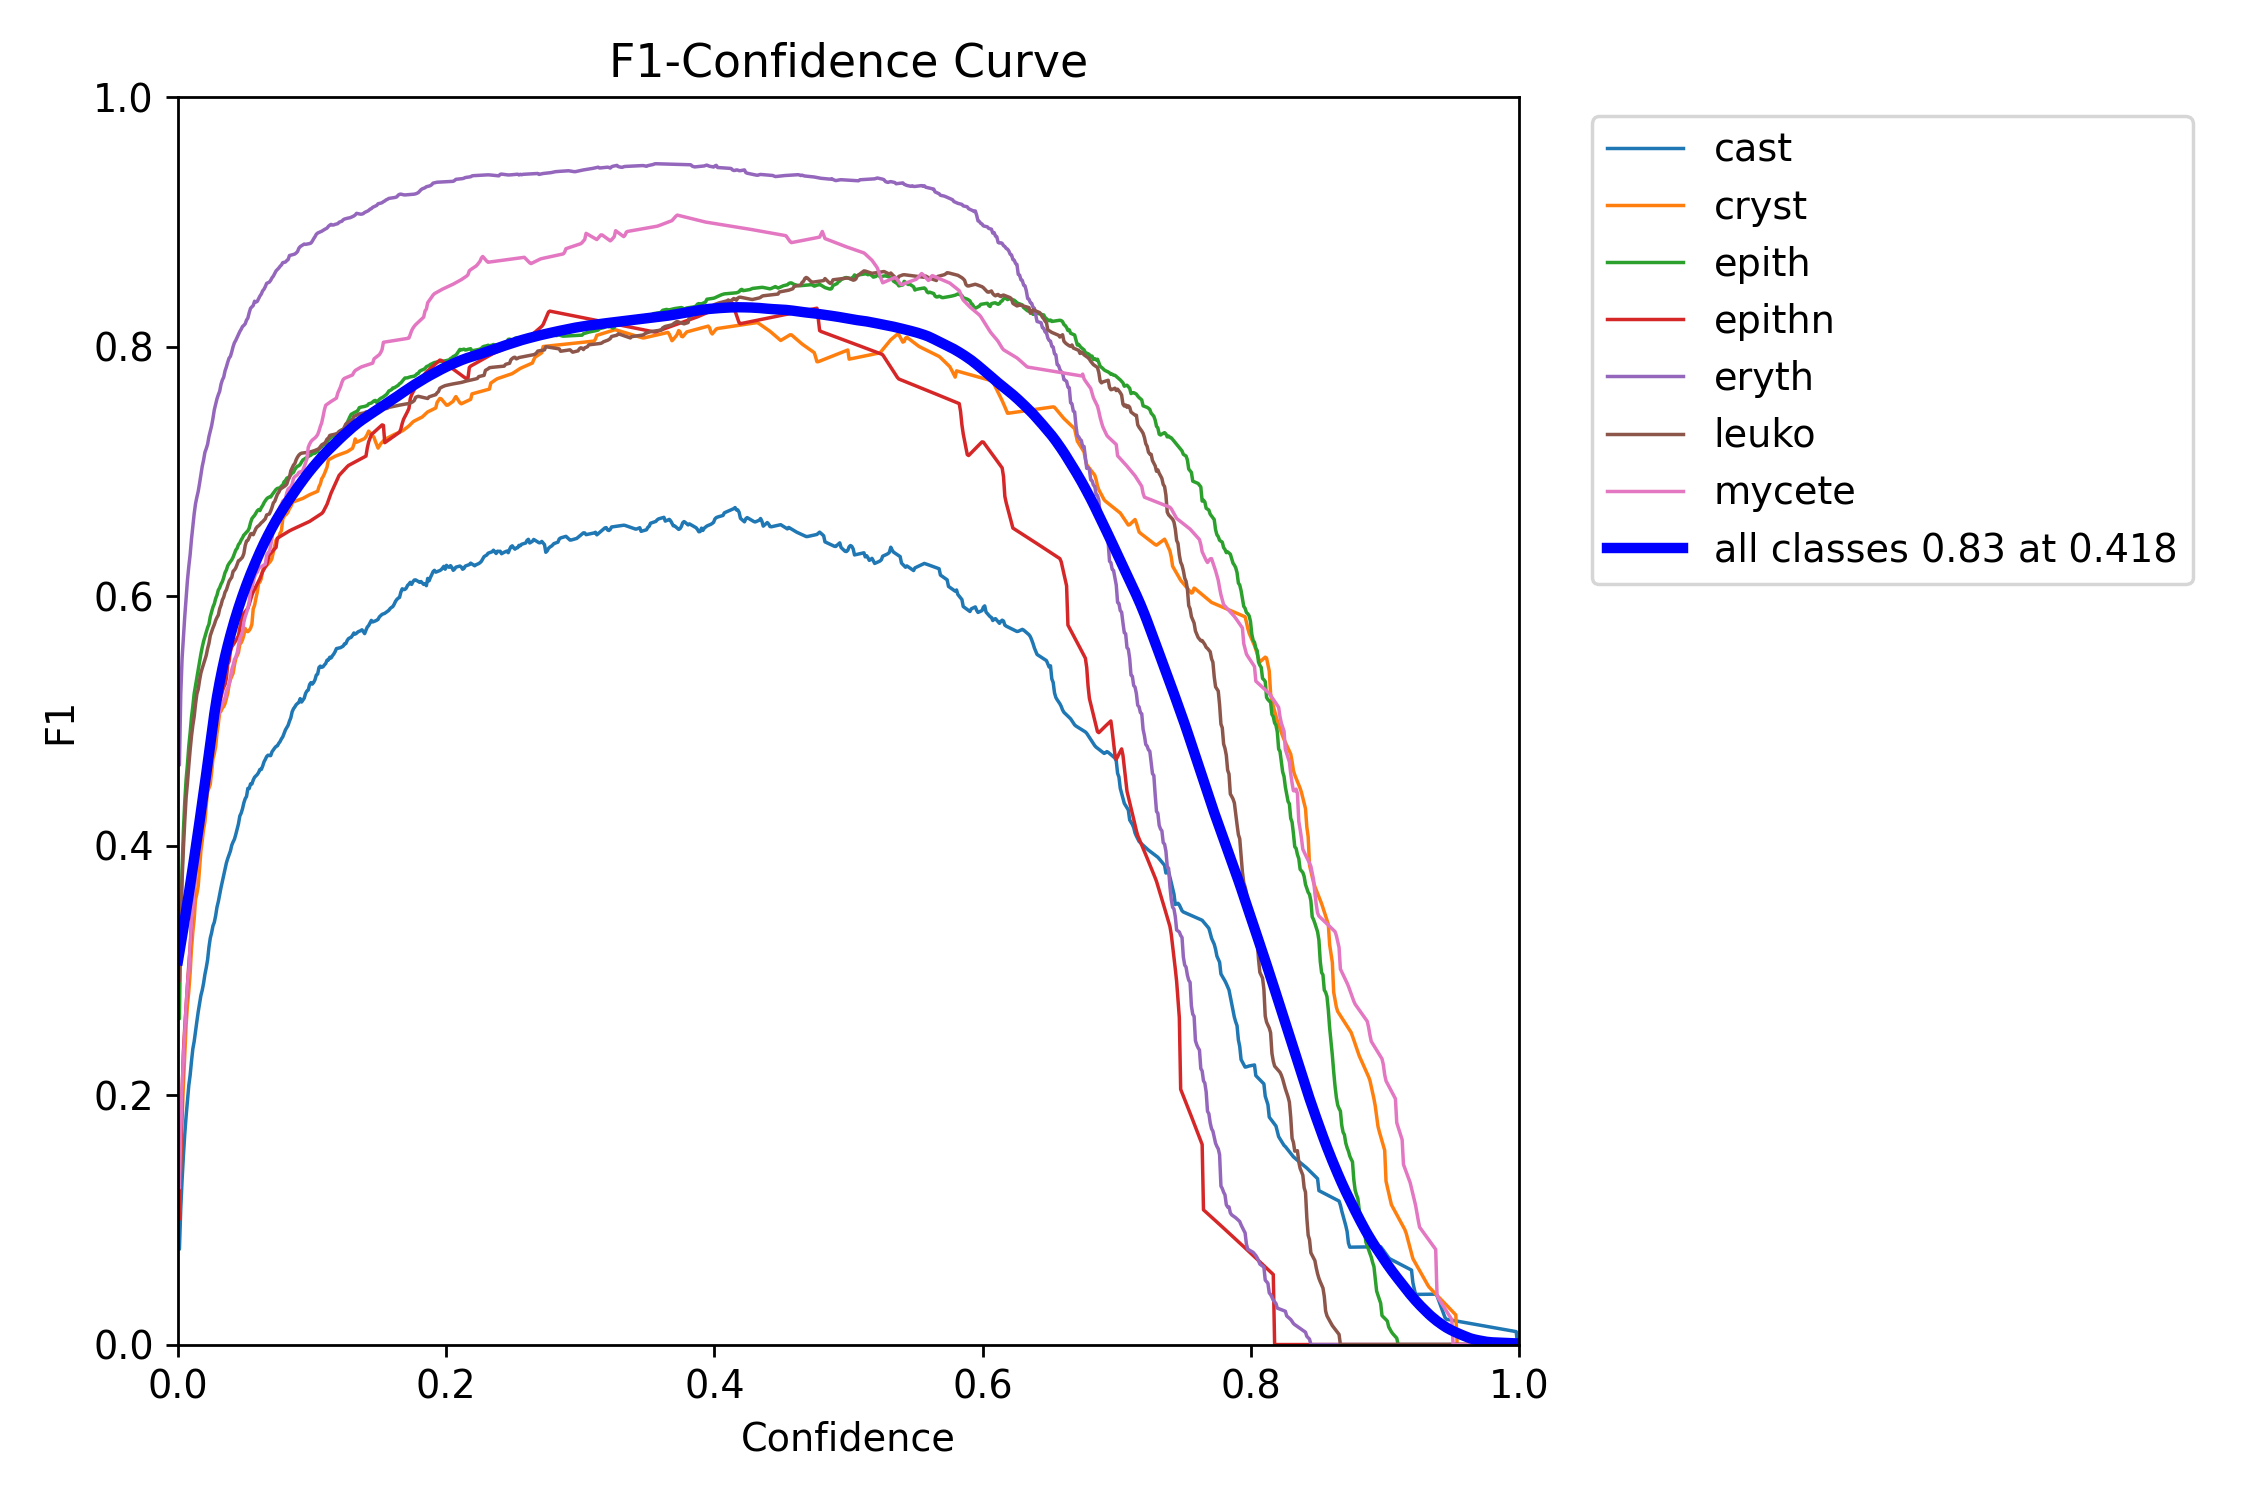 F1-Confidence Curve
1.0
0.8
0.6
0.4
0.2
0.0
F1
0.0 0.2 0.4 0.6 0.8 1.0
Confidence
cast
cryst
epith
epithn
eryth
leuko
mycete
all classes 0.83 at 0.418